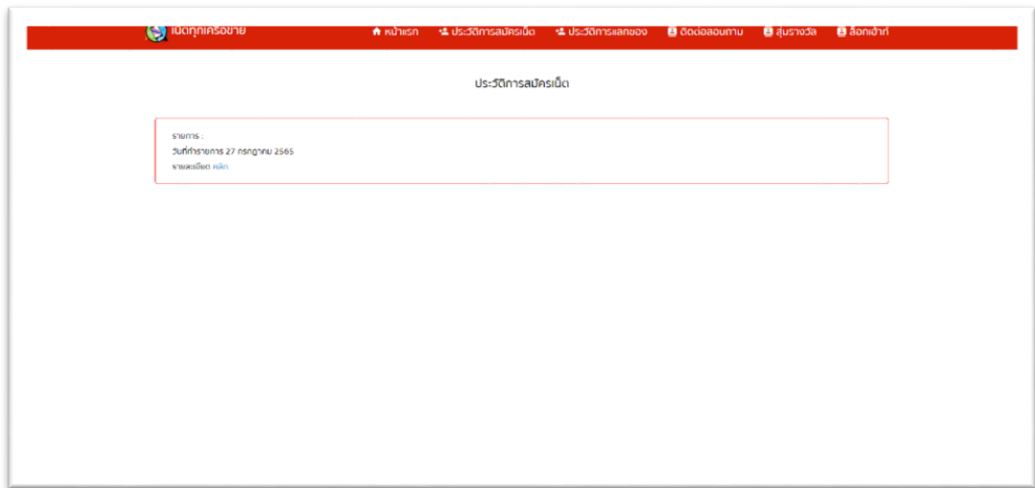 เน็ตทุกเครือข่าย หน้าแรก ประวัติการสมัครเน็ต ประวัติการแลกของ ติดต่อสอบถาม สุ่มรางวัล ล็อกเอ้าท์
ประวัติการสมัครเน็ต
รายการ :
วันที่ทำรายการ 27 กรกฎาคม 2565
รายละเอียด คลิก